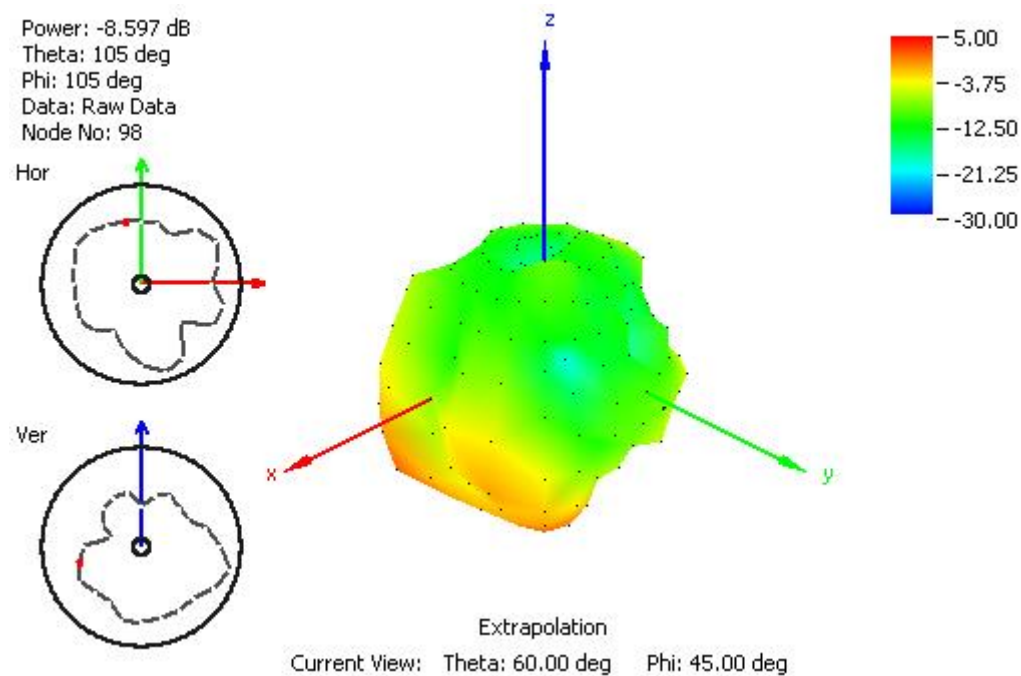 Power: -8.597 dB
Theta: 105 deg
Phi: 105 deg
Data: Raw Data
Node No: 98
Hor
Ver
z
x
y
5.00
-3.75
-12.50
-21.25
-30.00
Extrapolation
Current View: Theta: 60.00 deg Phi: 45.00 deg